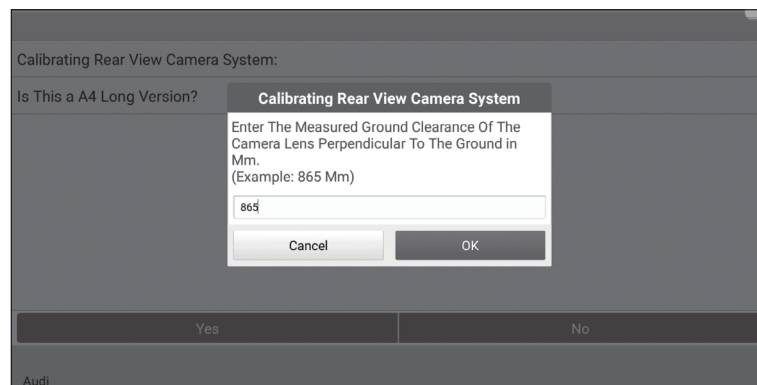 Calibrating Rear View Camera System:
Is This a A4 Long Version?
Calibrating Rear View Camera System
Enter The Measured Ground Clearance Of The
Camera Lens Perpendicular To The Ground in
Mm.
(Example: 865 Mm)
865
Cancel
OK
Yes
No
Audi